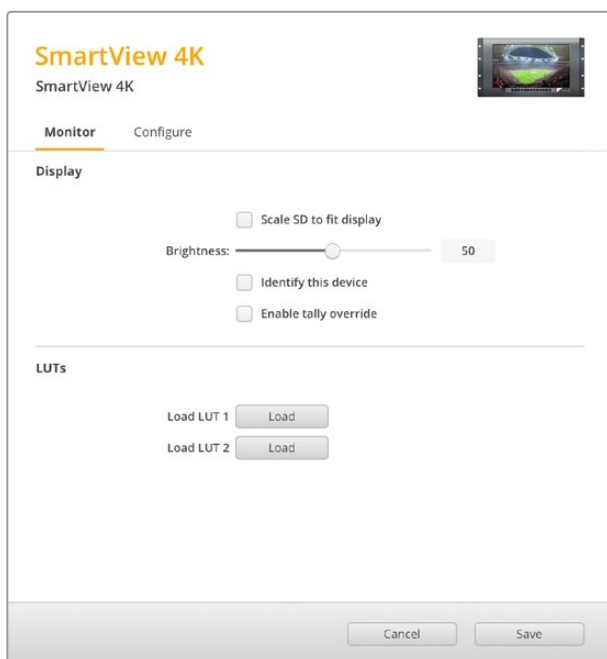 SmartView 4K
SmartView 4K
Monitor Configure
Display
Scale SD to fit display
Brightness: 50
Identify this device
Enable tally override
LUTs
Load LUT 1 Load
Load LUT 2 Load
Cancel Save